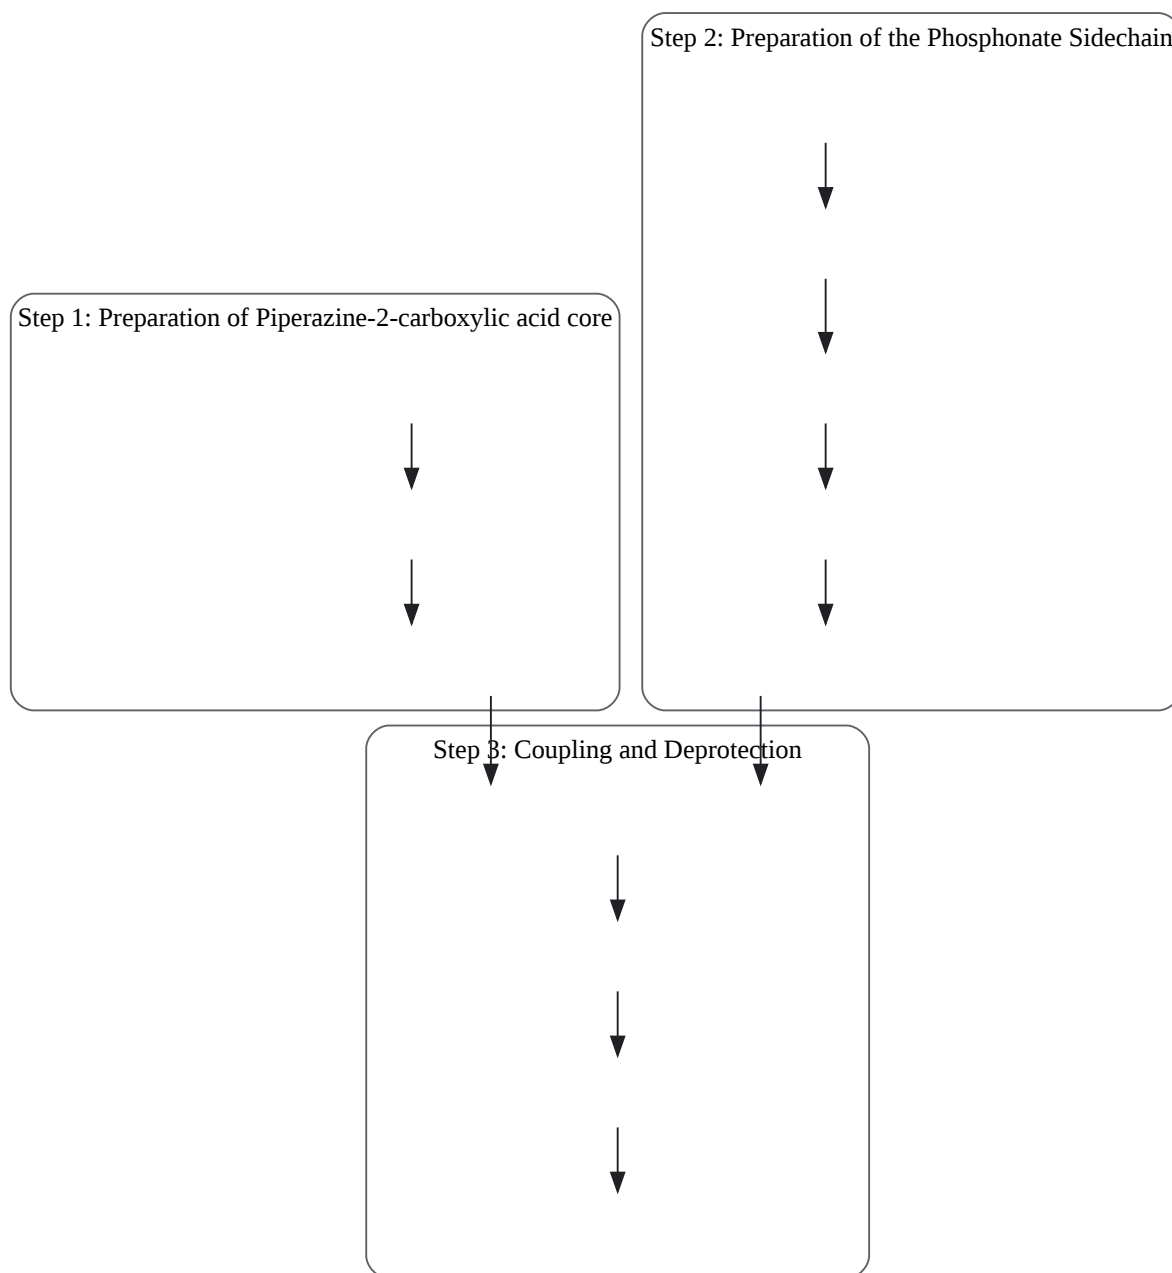 Step 2: Preparation of the Phosphonate Sidechain
Step 1: Preparation of Piperazine-2-carboxylic acid core
Step 3: Coupling and Deprotection